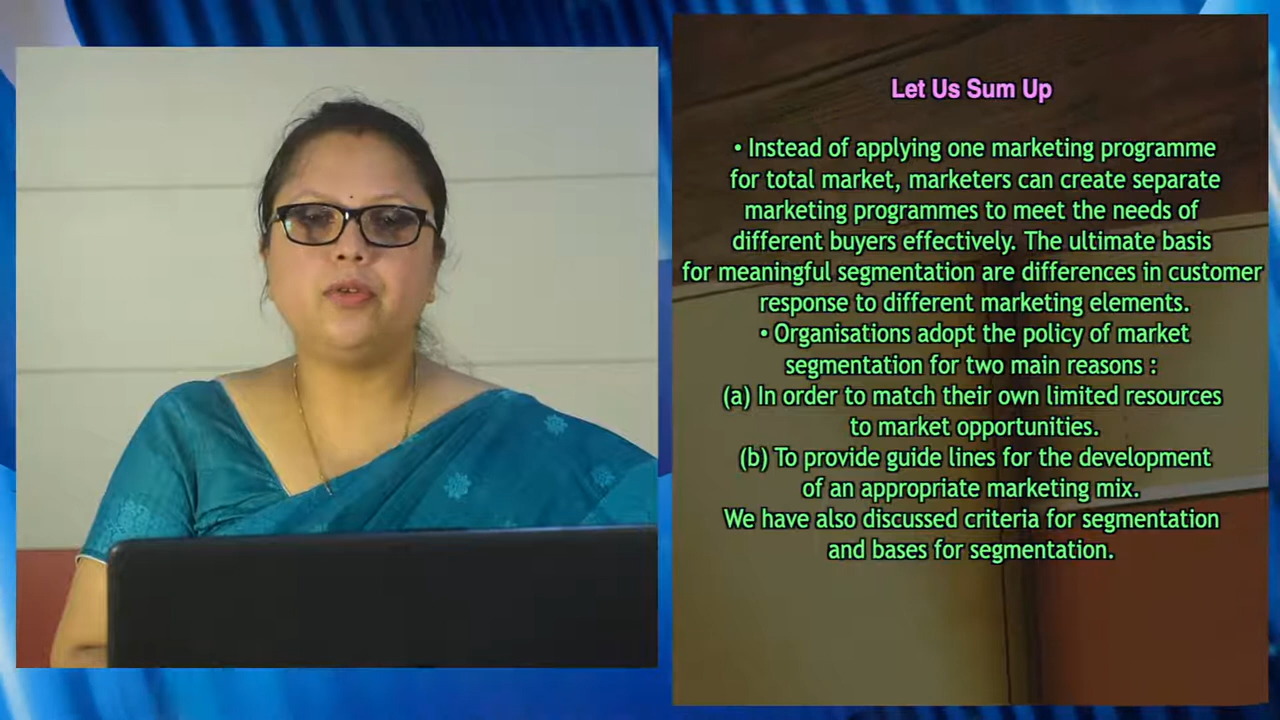 Let Us Sum Up
• Instead of applying one marketing programme
for total market, marketers can create separate
marketing programmes to meet the needs of
different buyers effectively. The ultimate basis
for meaningful segmentation are differences in customer
response to different marketing elements.
• Organisations adopt the policy of market
segmentation for two main reasons :
(a) In order to match their own limited resources
to market opportunities.
(b) To provide guide lines for the development
of an appropriate marketing mix.
We have also discussed criteria for segmentation
and bases for segmentation.